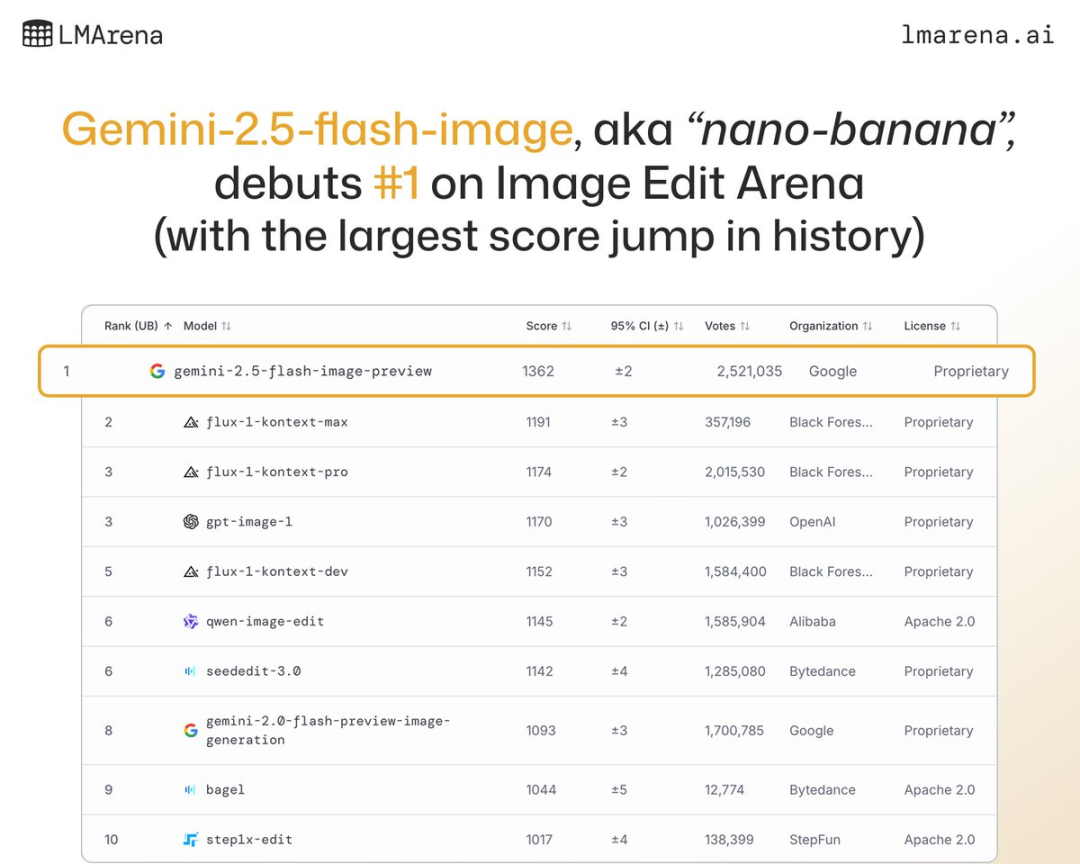 LMArena
lmarena.ai
Gemini-2.5-flash-image, aka “nano-banana”,
debuts #1 on Image Edit Arena
(with the largest score jump in history)
Rank (UB) ↑ Model ↑↓ Score ↑↓ 95% CI (±) ↑↓ Votes ↑↓ Organization ↑↓ License ↑↓
1 gemini-2.5-flash-image-preview 1362 ±2 2,521,035 Google Proprietary
2 flux-1-kontext-max 1191 ±3 357,196 Black Fores... Proprietary
3 flux-1-kontext-pro 1174 ±2 2,015,530 Black Fores... Proprietary
3 gpt-image-1 1170 ±3 1,026,399 OpenAI Proprietary
5 flux-1-kontext-dev 1152 ±3 1,584,400 Black Fores... Proprietary
6 qwen-image-edit 1145 ±2 1,585,904 Alibaba Apache 2.0
6 seededit-3.0 1142 ±4 1,285,080 Bytedance Proprietary
8 gemini-2.0-flash-preview-image-
generation 1093 ±3 1,700,785 Google Proprietary
9 bagel 1044 ±5 12,774 Bytedance Apache 2.0
10 step1x-edit 1017 ±4 138,399 StepFun Apache 2.0